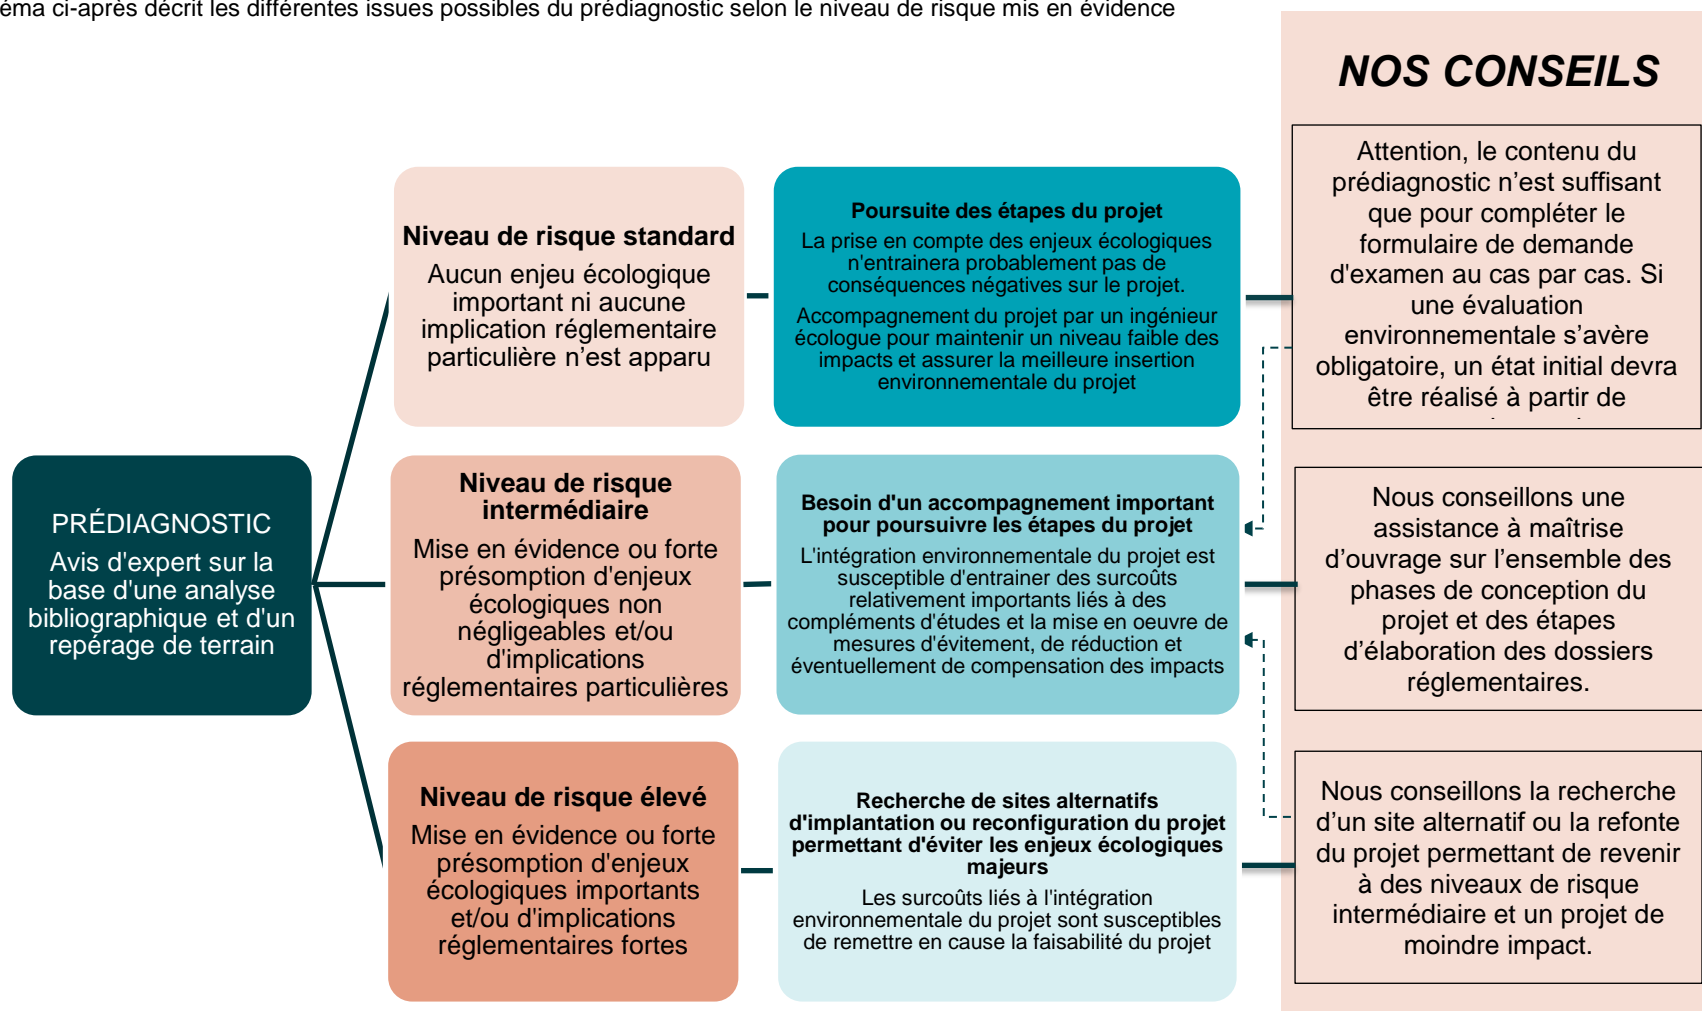 éma ci-après décrit les différentes issues possibles du prédiagnostic selon le niveau de risque mis en évidence
PRÉDIAGNOSTIC
Avis d'expert sur la
base d'une analyse
bibliographique et d'un
repérage de terrain
Niveau de risque standard
Aucun enjeu écologique
important ni aucune
implication réglementaire
particulière n’est apparu
Poursuite des étapes du projet
La prise en compte des enjeux écologiques
n'entrainera probablement pas de
conséquences négatives sur le projet.
Accompagnement du projet par un ingénieur
écologue pour maintenir un niveau faible des
impacts et assurer la meilleure insertion
environnementale du projet
Niveau de risque
intermédiaire
Mise en évidence ou forte
présomption d'enjeux
écologiques non
négligeables et/ou
d'implications
réglementaires particulières
Besoin d'un accompagnement important
pour poursuivre les étapes du projet
L'intégration environnementale du projet est
susceptible d'entrainer des surcoûts
relativement importants liés à des
compléments d'études et la mise en oeuvre de
mesures d'évitement, de réduction et
éventuellement de compensation des impacts
Niveau de risque élevé
Mise en évidence ou forte
présomption d'enjeux
écologiques importants
et/ou d'implications
réglementaires fortes
Recherche de sites alternatifs
d'implantation ou reconfiguration du projet
permettant d'éviter les enjeux écologiques
majeurs
Les surcoûts liés à l'intégration
environnementale du projet sont susceptibles
de remettre en cause la faisabilité du projet
NOS CONSEILS
Attention, le contenu du
prédiagnostic n’est suffisant
que pour compléter le
formulaire de demande
d'examen au cas par cas. Si
une évaluation
environnementale s’avère
obligatoire, un état initial devra
être réalisé à partir de
Nous conseillons une
assistance à maîtrise
d’ouvrage sur l’ensemble des
phases de conception du
projet et des étapes
d’élaboration des dossiers
réglementaires.
Nous conseillons la recherche
d’un site alternatif ou la refonte
du projet permettant de revenir
à des niveaux de risque
intermédiaire et un projet de
moindre impact.